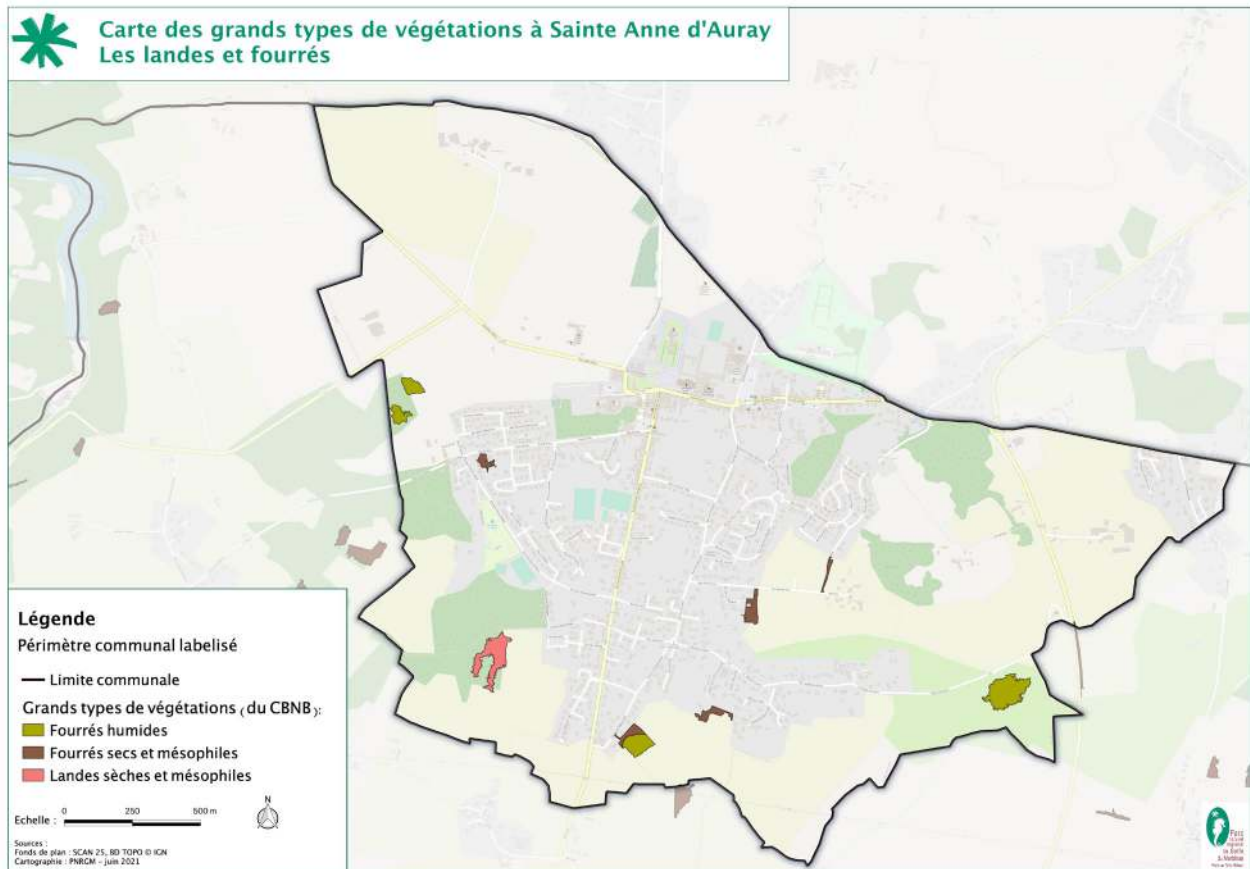 Carte des grands types de végétations à Sainte Anne d'Auray
Les landes et fourrés
Légende
Périmètre communal labelisé
Limite communale
Grands types de végétations ( du CBNB ):
Fourrés humides
Fourrés secs et mésophiles
Landes sèches et mésophiles
Echelle : 0 250 500 m
N
Sources :
Fonds de plan : SCAN 25, BD TOPO © IGN
Cartographie : PNRGM - juin 2021
Parc